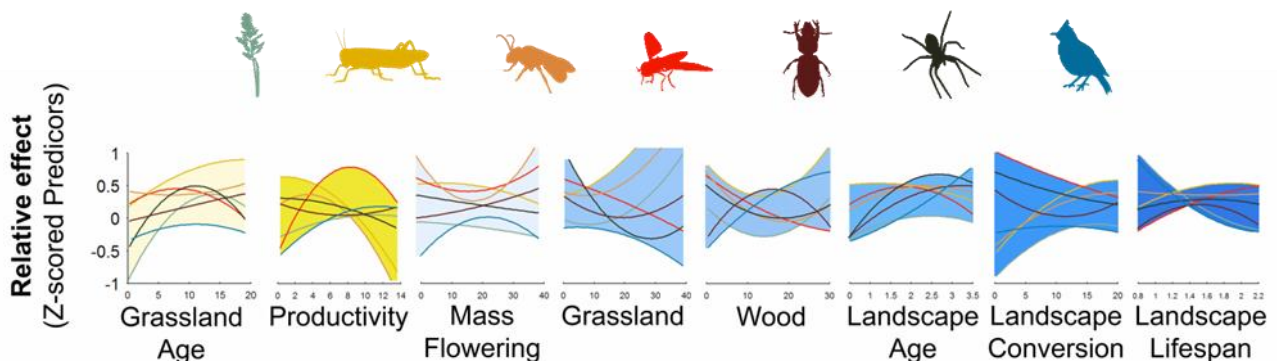 Relative effect
(Z-scored Predicors)
1
0.5
0
-0.5
-1
0 5 10 15 20
0 2 4 6 8 10 12 14
0 10 20 30 40
0 10 20 30 40
0 10 20 30
0 0.5 1 1.5 2 2.5 3 3.5
0 5 10 15 20
0.8 1 1.2 1.4 1.6 1.8 2 2.2
Grassland Productivity Mass Grassland Wood Landscape Landscape Landscape
Age Flowering Age Conversion Lifespan